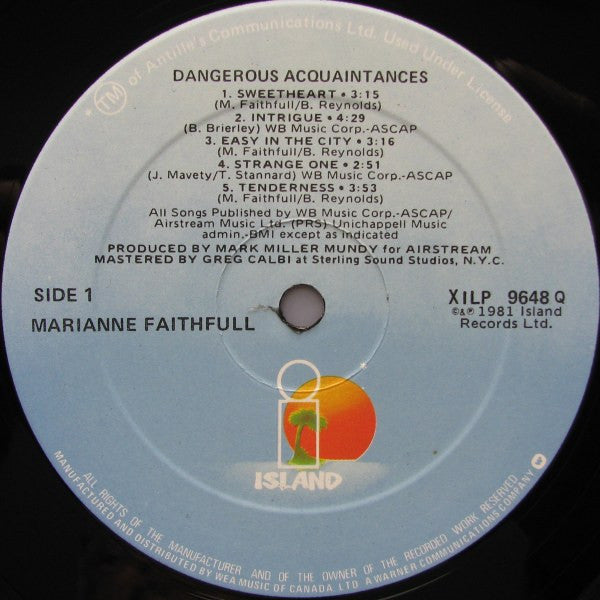 * TM of Antrile's Communications Ltd. Used Under License
DANGEROUS ACQUAINTANCES
1. SWEETHEART • 3:15
(M. Faithfull/B. Reynolds)
2. INTRIGUE • 4:29
(B. Brierley) WB Music Corp.-ASCAP
3. EASY IN THE CITY • 3:16
(M. Faithfull/B. Reynolds)
4. STRANGE ONE • 2:51
(J. Mavety/T. Stannard) WB Music Corp.-ASCAP
5. TENDERNESS • 3:53
All Songs Published by WB Music Corp.-ASCAP/
Airstream Music Ltd. (PRS) Unichappell Music
admin.-BMI except as indicated
PRODUCED BY MARK MILLER MUNDY for AIRSTREAM
MASTERED BY GREG CALBI at Sterling Sound Studios, N.Y.C.
SIDE 1
MARIANNE FAITHFULL
XILP 9648 Q
©&℗ 1981 Island
Records Ltd.
i
ISLAND
ALL RIGHTS OF THE MANUFACTURER AND OF THE OWNER OF THE RECORDED WORK RESERVED
MANUFACTURED AND DISTRIBUTED BY WEA MUSIC OF CANADA. LTD. A WARNER COMMUNICATIONS COMPANY